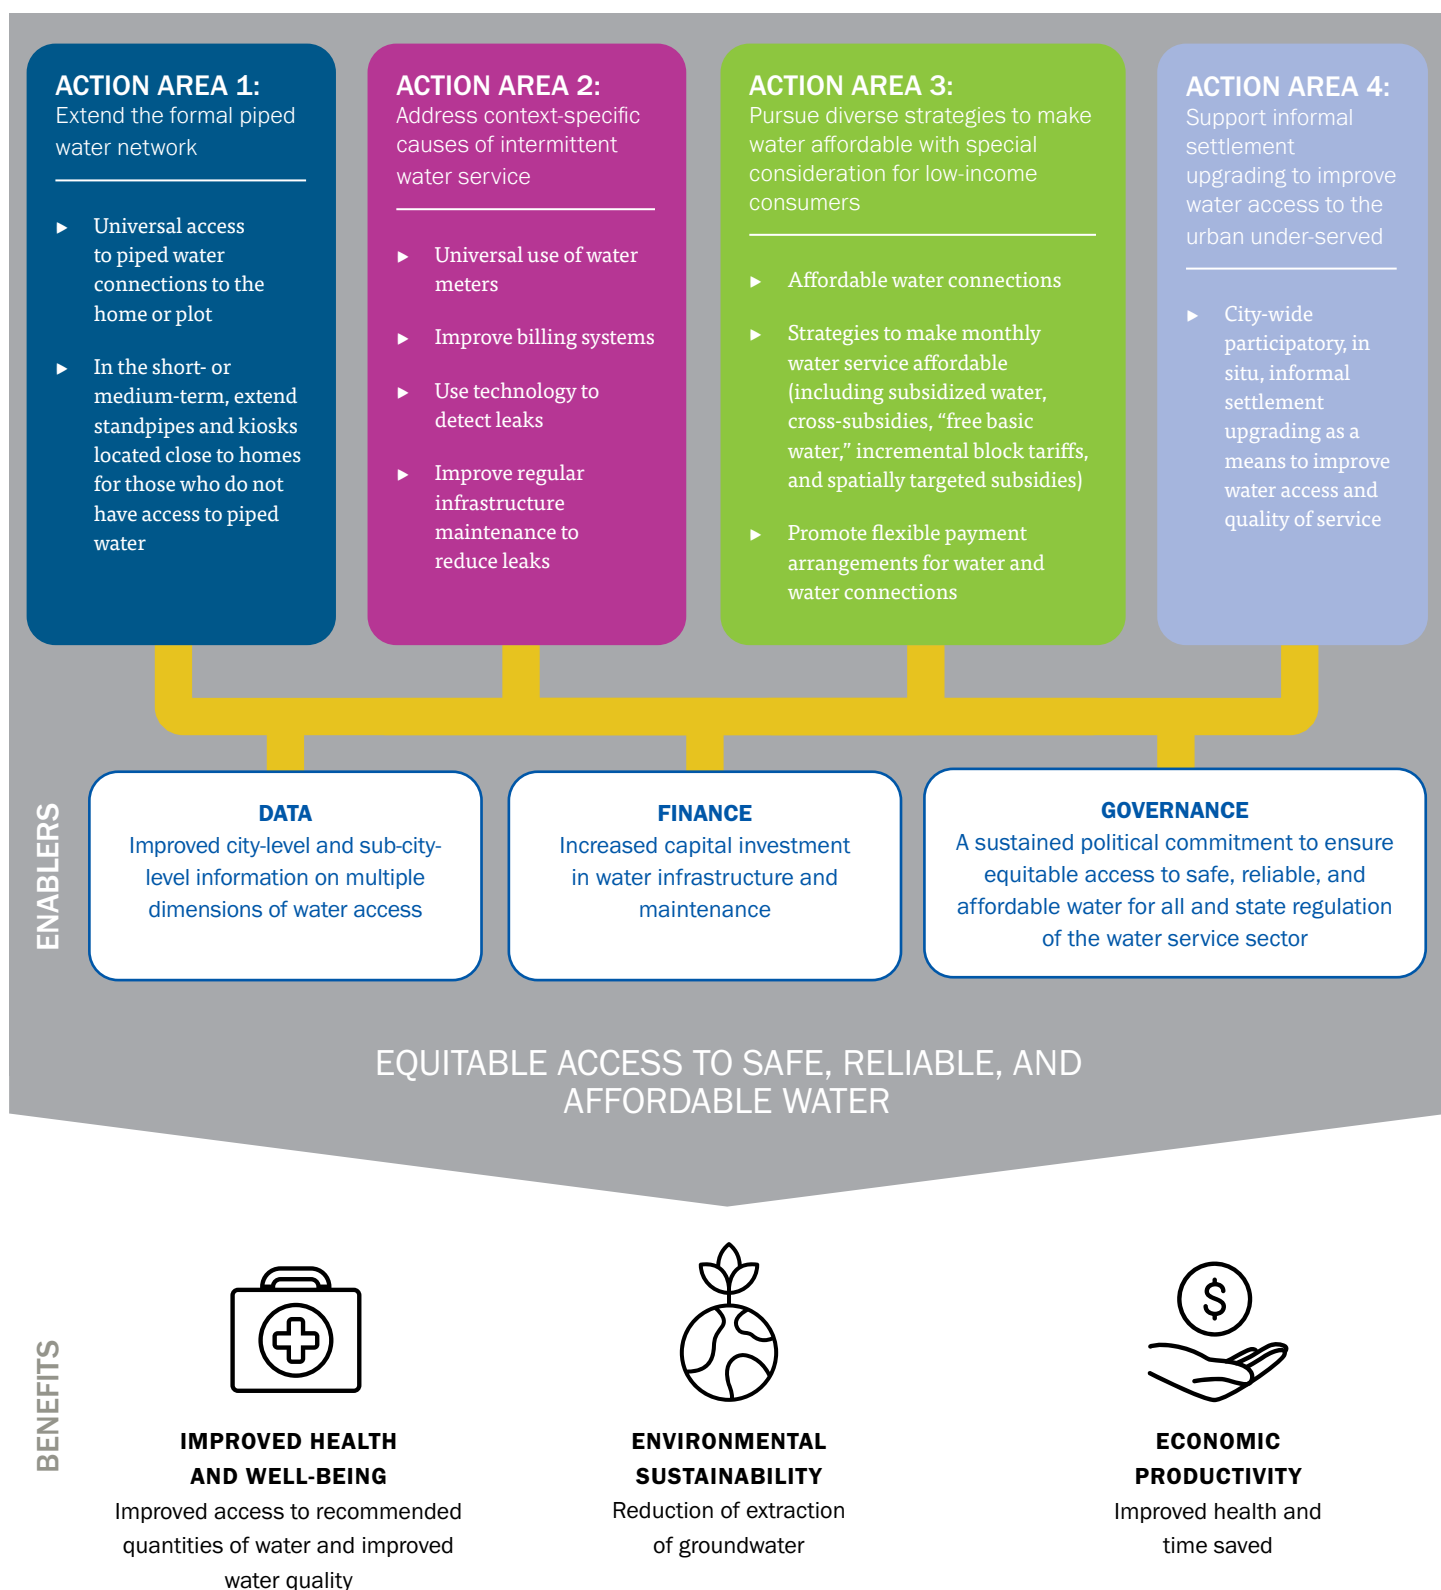 ACTION AREA 1:
Extend the formal piped
water network
► Universal access
to piped water
connections to the
home or plot
► In the short- or
medium-term, extend
standpipes and kiosks
located close to homes
for those who do not
have access to piped
water
ACTION AREA 2:
Address context-specific
causes of intermittent
water service
► Universal use of water
meters
► Improve billing systems
► Use technology to
detect leaks
► Improve regular
infrastructure
maintenance to
reduce leaks
ACTION AREA 3:
Pursue diverse strategies to make
water affordable with special
consideration for low-income
consumers
► Affordable water connections
► Strategies to make monthly
water service affordable
(including subsidized water,
cross-subsidies, “free basic
water,” incremental block tariffs,
and spatially targeted subsidies)
► Promote flexible payment
arrangements for water and
water connections
ACTION AREA 4:
Support informal
settlement
upgrading to improve
water access to the
urban under-served
► City-wide
participatory, in
situ, informal
settlement
upgrading as a
means to improve
water access and
quality of service
ENABLERS
DATA
Improved city-level and sub-city-
level information on multiple
dimensions of water access
FINANCE
Increased capital investment
in water infrastructure and
maintenance
GOVERNANCE
A sustained political commitment to ensure
equitable access to safe, reliable, and
affordable water for all and state regulation
of the water service sector
EQUITABLE ACCESS TO SAFE, RELIABLE, AND
AFFORDABLE WATER
BENEFITS
$
IMPROVED HEALTH
AND WELL-BEING
Improved access to recommended
quantities of water and improved
water quality
ENVIRONMENTAL
SUSTAINABILITY
Reduction of extraction
of groundwater
ECONOMIC
PRODUCTIVITY
Improved health and
time saved